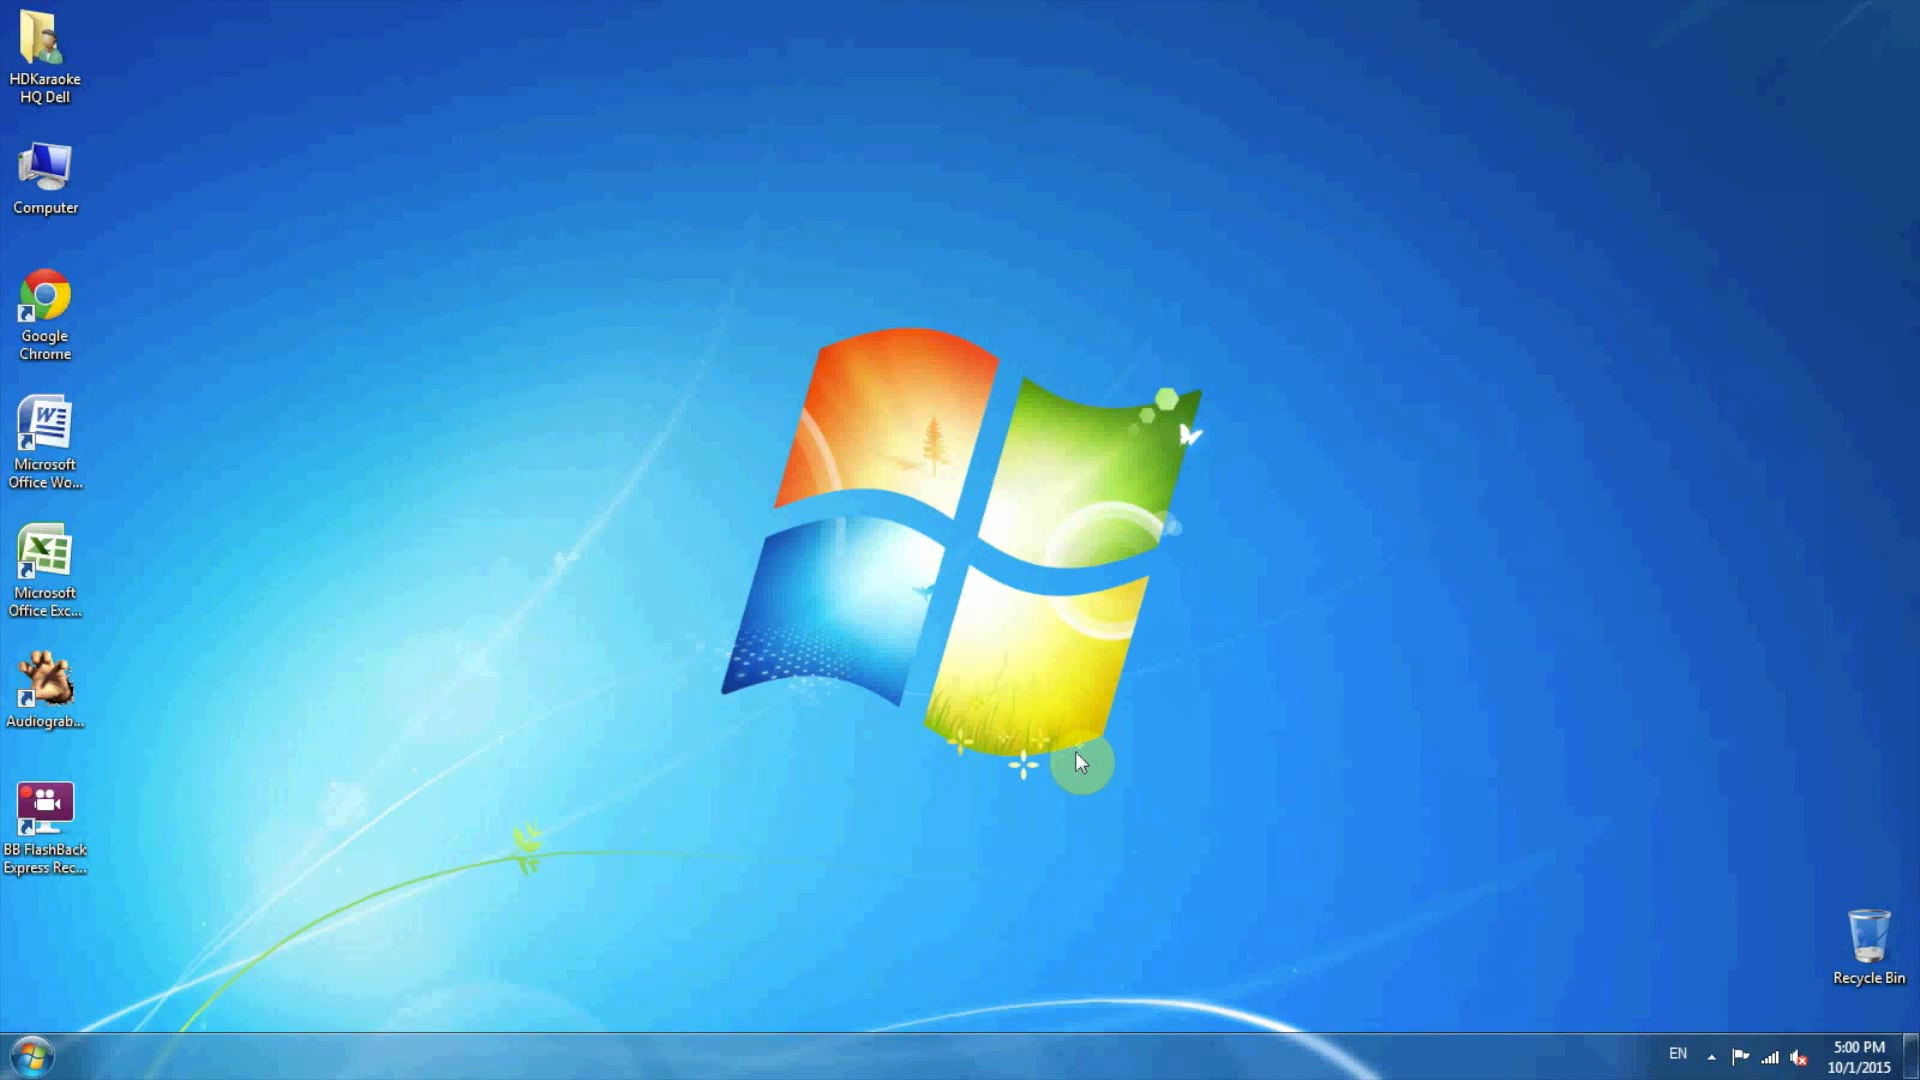 HDKaraoke
HQ Dell
Computer
Google
Chrome
Microsoft
Office Wo...
Microsoft
Office Exc...
Audiograb...
BB FlashBack
Express Rec...
Recycle Bin
EN
5:00 PM
10/1/2015